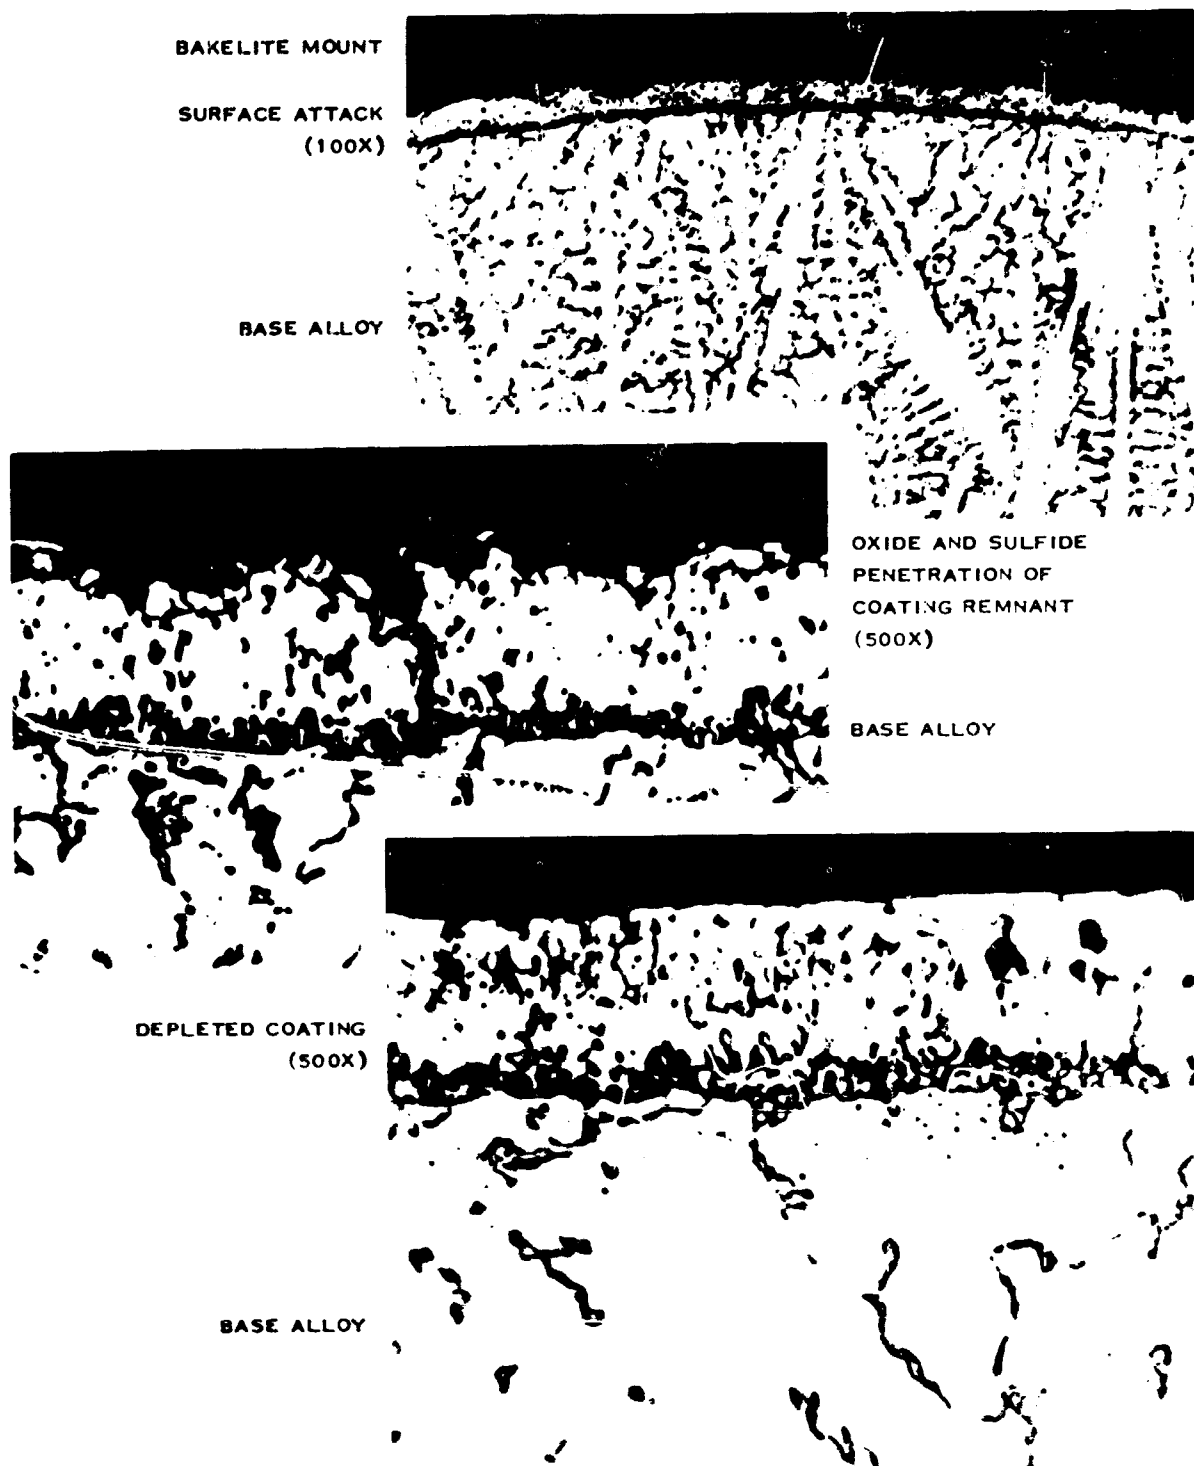 BAKELITE MOUNT
SURFACE ATTACK
(100X)
BASE ALLOY
OXIDE AND SULFIDE
PENETRATION OF
COATING REMNANT
(500X)
BASE ALLOY
DEPLETED COATING
(500X)
BASE ALLOY